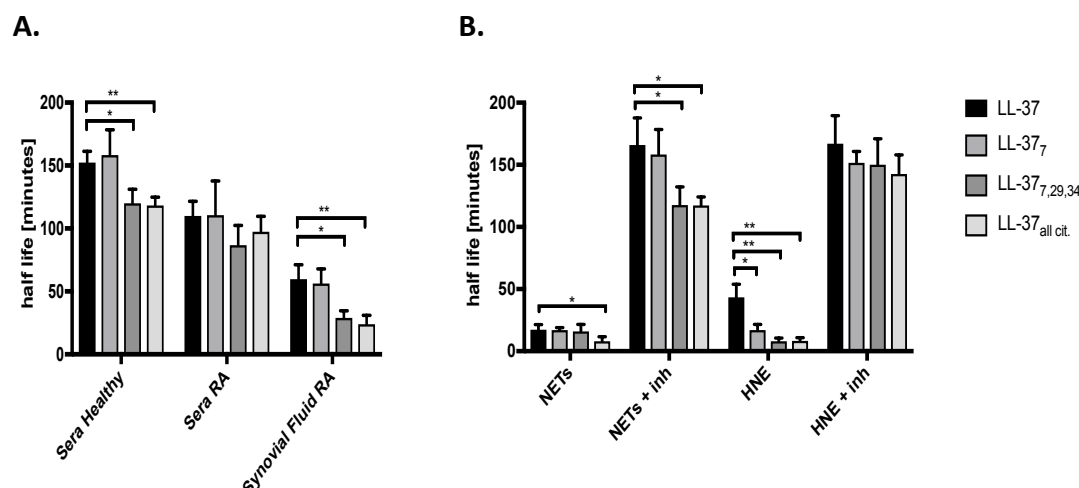 A.
B.
half life [minutes]
200
150
100
50
0
**
*
**
*
Sera Healthy
Sera RA
Synovial Fluid RA
half life [minutes]
200
150
100
50
0
*
*
*
**
**
*
NETs
NETs + inh
HNE
HNE + inh
LL-37
LL-377
LL-377,29,34
LL-37all cit.